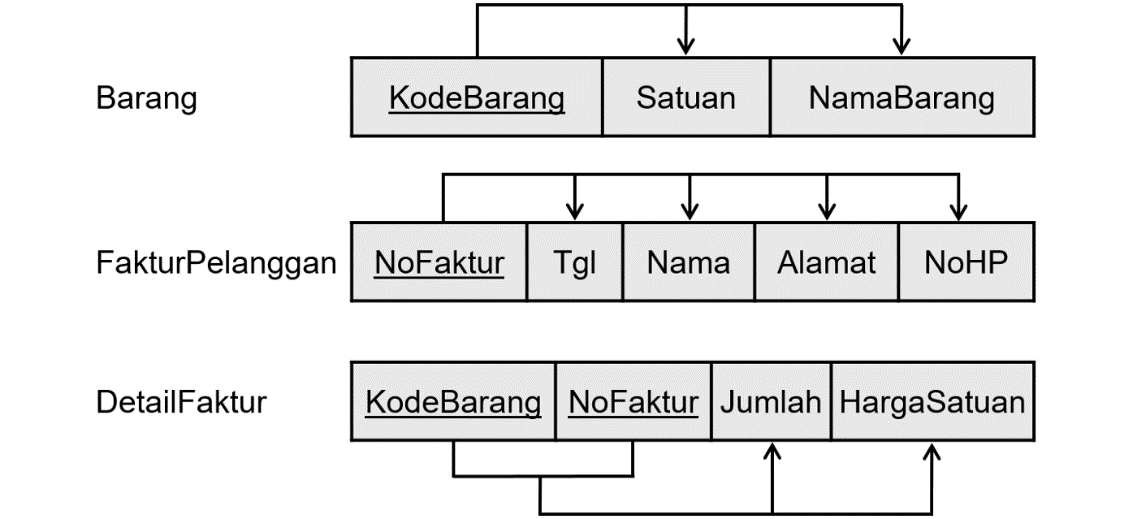 Barang KodeBarang Satuan NamaBarang
FakturPelanggan NoFaktur Tgl Nama Alamat NoHP
DetailFaktur KodeBarang NoFaktur Jumlah HargaSatuan